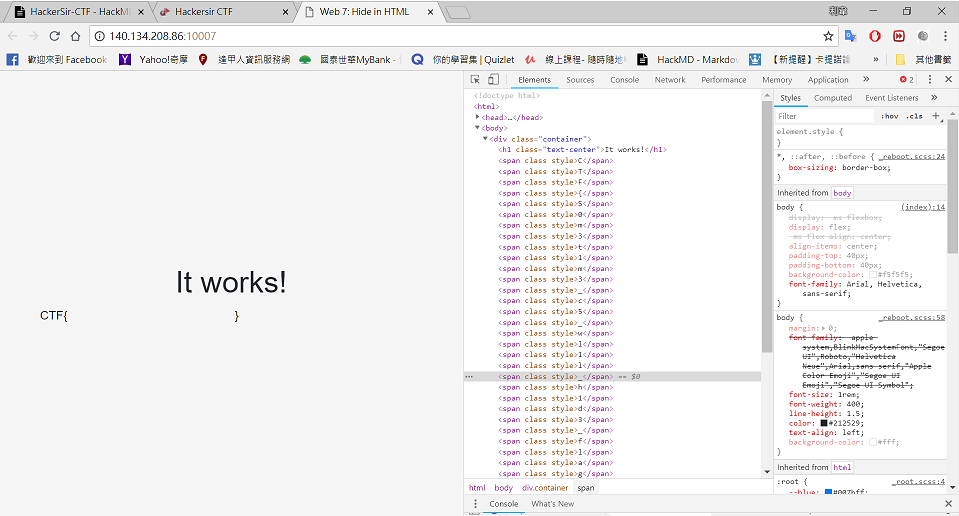 HackerSir-CTF - HackM
Hackersir CTF
Web 7: Hide in HTML
140.134.208.86:10007
歡迎來到 Facebook
Yahoo!奇摩
逢甲人資訊服務網
國泰世華MyBank -
你的學習集 | Quizlet
線上課程- 隨時隨地
HackMD - Markdow
【新提醒】卡提諾論
»
其他書籤
Elements Sources Console Network Performance Memory Application » 2
<!doctype html>
<html>
<head>…</head>
<body>
<div class="container">
<h1 class="text-center">It works!</h1>
<span class style>C</span>
<span class style>T</span>
<span class style>F</span>
<span class style>{</span>
<span class style>S</span>
<span class style>0</span>
<span class style>m</span>
<span class style>3</span>
<span class style>t</span>
<span class style>1</span>
<span class style>m</span>
<span class style>3</span>
<span class style>_</span>
<span class style>c</span>
<span class style>5</span>
<span class style>_</span>
<span class style>w</span>
<span class style>1</span>
<span class style>1</span>
<span class style>l</span>
<span class style>_</span> == $0
<span class style>h</span>
<span class style>1</span>
<span class style>d</span>
<span class style>3</span>
<span class style>_</span>
<span class style>f</span>
<span class style>l</span>
<span class style>a</span>
<span class style>g</span>
html body div.container span
Console What's New
Styles Computed Event Listeners »
Filter :hov .cls +
element.style {
}
*, ::after, ::before { _reboot.scss:24
box-sizing: border-box;
}
Inherited from body
body { (index):14
display: -ms-flexbox;
display: flex;
-ms-flex-align: center;
align-items: center;
padding-top: 40px;
padding-bottom: 40px;
background-color: #f5f5f5;
font-family: Arial, Helvetica,
sans-serif;
}
body { _reboot.scss:58
margin: 0;
font-family: -apple-
system,BlinkMacSystemFont,"Segoe
UI",Roboto,"Helvetica
Neue",Arial,sans-serif,"Apple
Color Emoji","Segoe UI
Emoji","Segoe UI Symbol";
font-size: 1rem;
font-weight: 400;
line-height: 1.5;
color: #212529;
text-align: left;
background-color: #fff;
}
Inherited from html
:root { _root.scss:4
--blue: #007bff;
It works!
CTF{ }